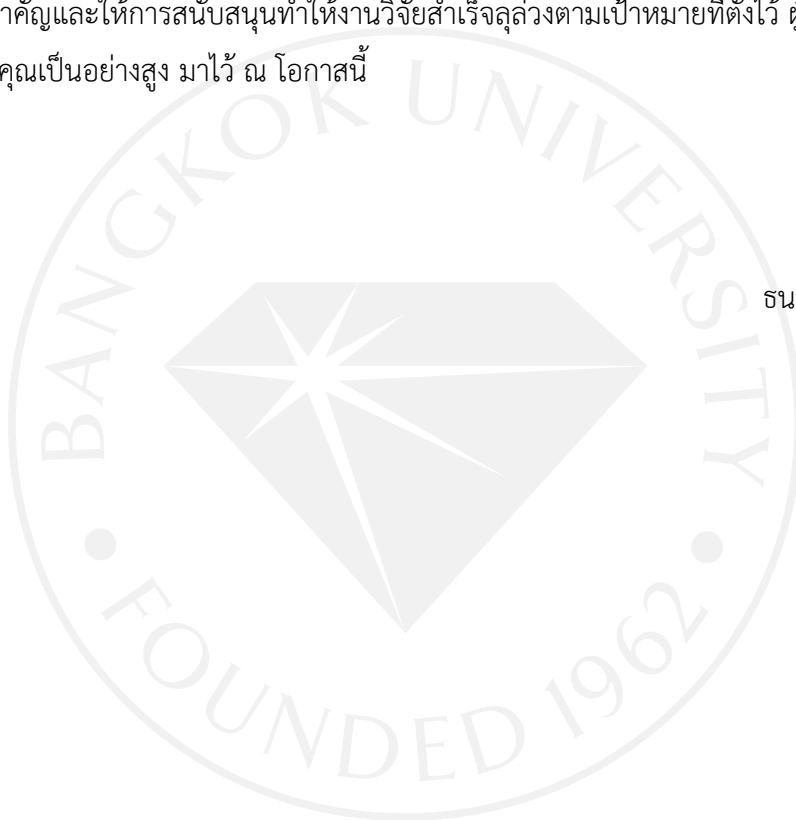 าคัญและให้การสนับสนุนทำให้งานวิจัยสำเร็จลุล่วงตามเป้าหมายที่ตั้งไว้
คุณเป็นอย่างสูง มาไว้ ณ โอกาสนี้
ธน
BANGKOK UNIVERSITY
• FOUNDED 1962 •